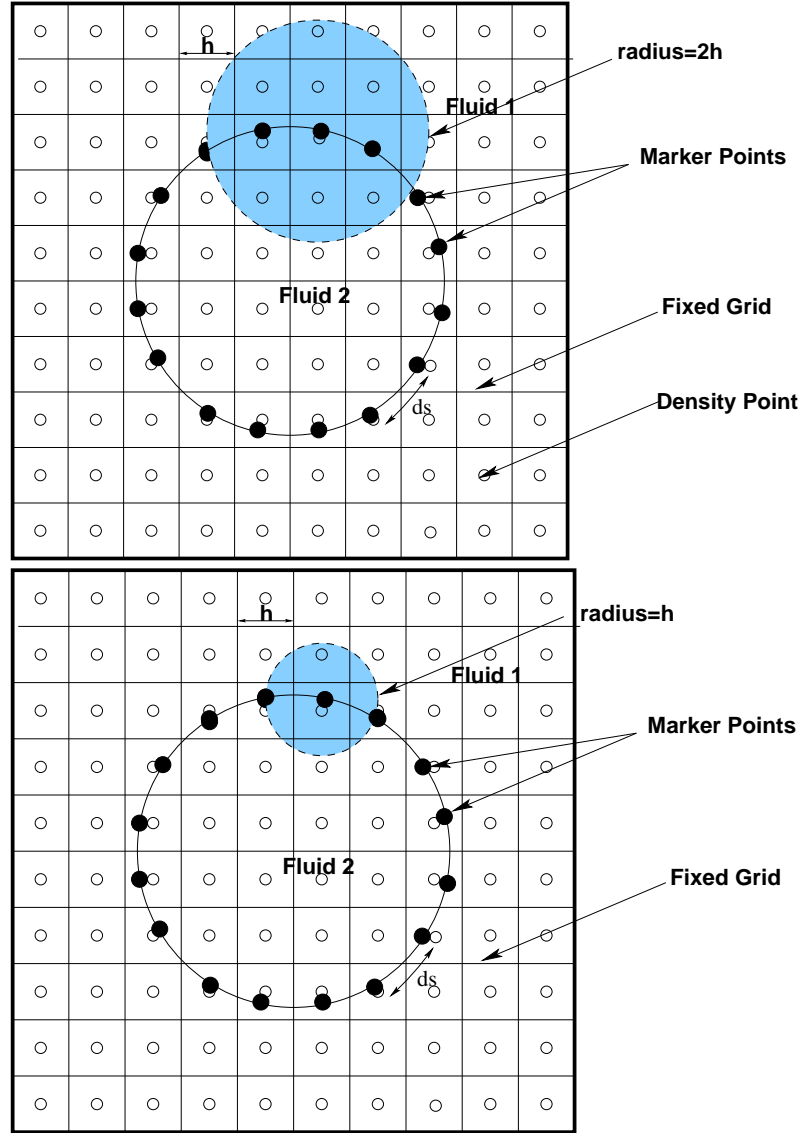 h
radius=2h
Fluid 1
Marker Points
Fluid 2
Fixed Grid
ds
Density Point
h
radius=h
Fluid 1
Marker Points
Fluid 2
Fixed Grid
ds